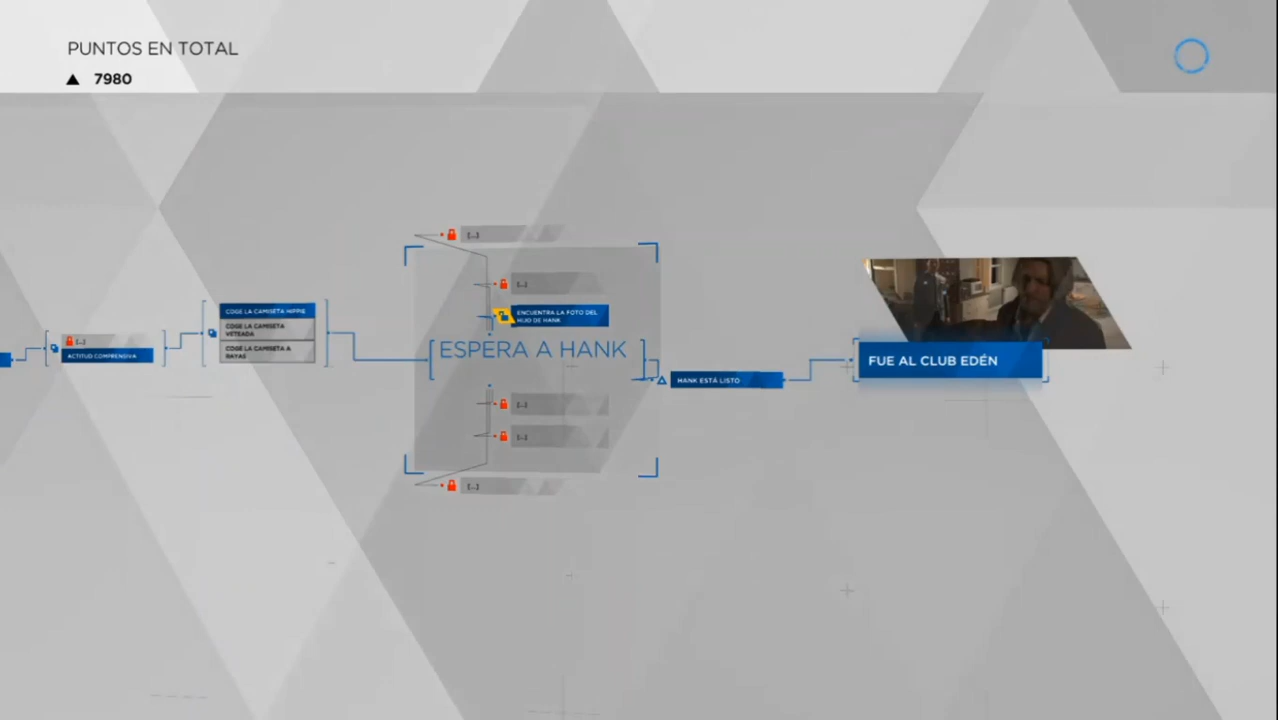 PUNTOS EN TOTAL
7980
[...]
ACTITUD COMPRENSIVA
COGE LA CAMISETA HIPPIE
COGE LA CAMISETA
VETEADA
COGE LA CAMISETA A
RAYAS
[...]
[...]
ENCUENTRA LA FOTO DEL
HIJO DE HANK
ESPERA A HANK
[...]
[...]
[...]
HANK ESTÁ LISTO
FUE AL CLUB EDÉN